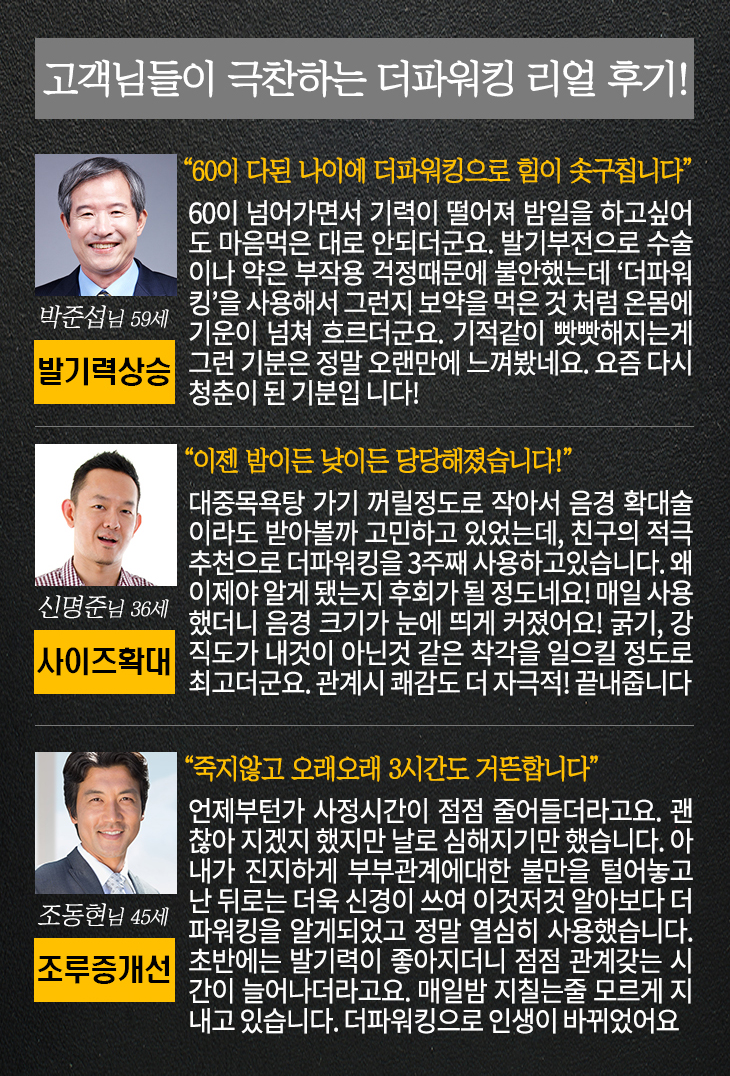 고객님들이 극찬하는 더파워킹 리얼 후기!
“60이 다된 나이에 더파워킹으로 힘이 솟구칩니다”
60이 넘어가면서 기력이 떨어져 밤일을 하고싶어
도 마음먹은 대로 안되더군요. 발기부전으로 수술
이나 약은 부작용 걱정때문에 불안했는데 ‘더파워
킹’을 사용해서 그런지 보약을 먹은 것 처럼 온몸에
기운이 넘쳐 흐르더군요. 기적같이 빳빳해지는게
그런 기분은 정말 오랜만에 느껴봤네요. 요즘 다시
청춘이 된 기분입 니다!
박준섭님 59세
발기력상승
“이젠 밤이든 낮이든 당당해졌습니다!”
대중목욕탕 가기 꺼릴정도로 작아서 음경 확대술
이라도 받아볼까 고민하고 있었는데, 친구의 적극
추천으로 더파워킹을 3주째 사용하고있습니다. 왜
이제야 알게 됐는지 후회가 될 정도네요! 매일 사용
했더니 음경 크기가 눈에 띄게 커졌어요! 굵기, 강
직도가 내것이 아닌것 같은 착각을 일으킬 정도로
최고더군요. 관계시 쾌감도 더 자극적! 끝내줍니다
신명준님 36세
사이즈확대
“죽지않고 오래오래 3시간도 거뜬합니다”
언제부턴가 사정시간이 점점 줄어들더라고요. 괜
찮아 지겠지 했지만 날로 심해지기만 했습니다. 아
내가 진지하게 부부관계에대한 불만을 털어놓고
난 뒤로는 더욱 신경이 쓰여 이것저것 알아보다 더
파워킹을 알게되었고 정말 열심히 사용했습니다.
초반에는 발기력이 좋아지더니 점점 관계갖는 시
간이 늘어나더라고요. 매일밤 지칠는줄 모르게 지
내고 있습니다. 더파워킹으로 인생이 바뀌었어요
조동현님 45세
조루증개선